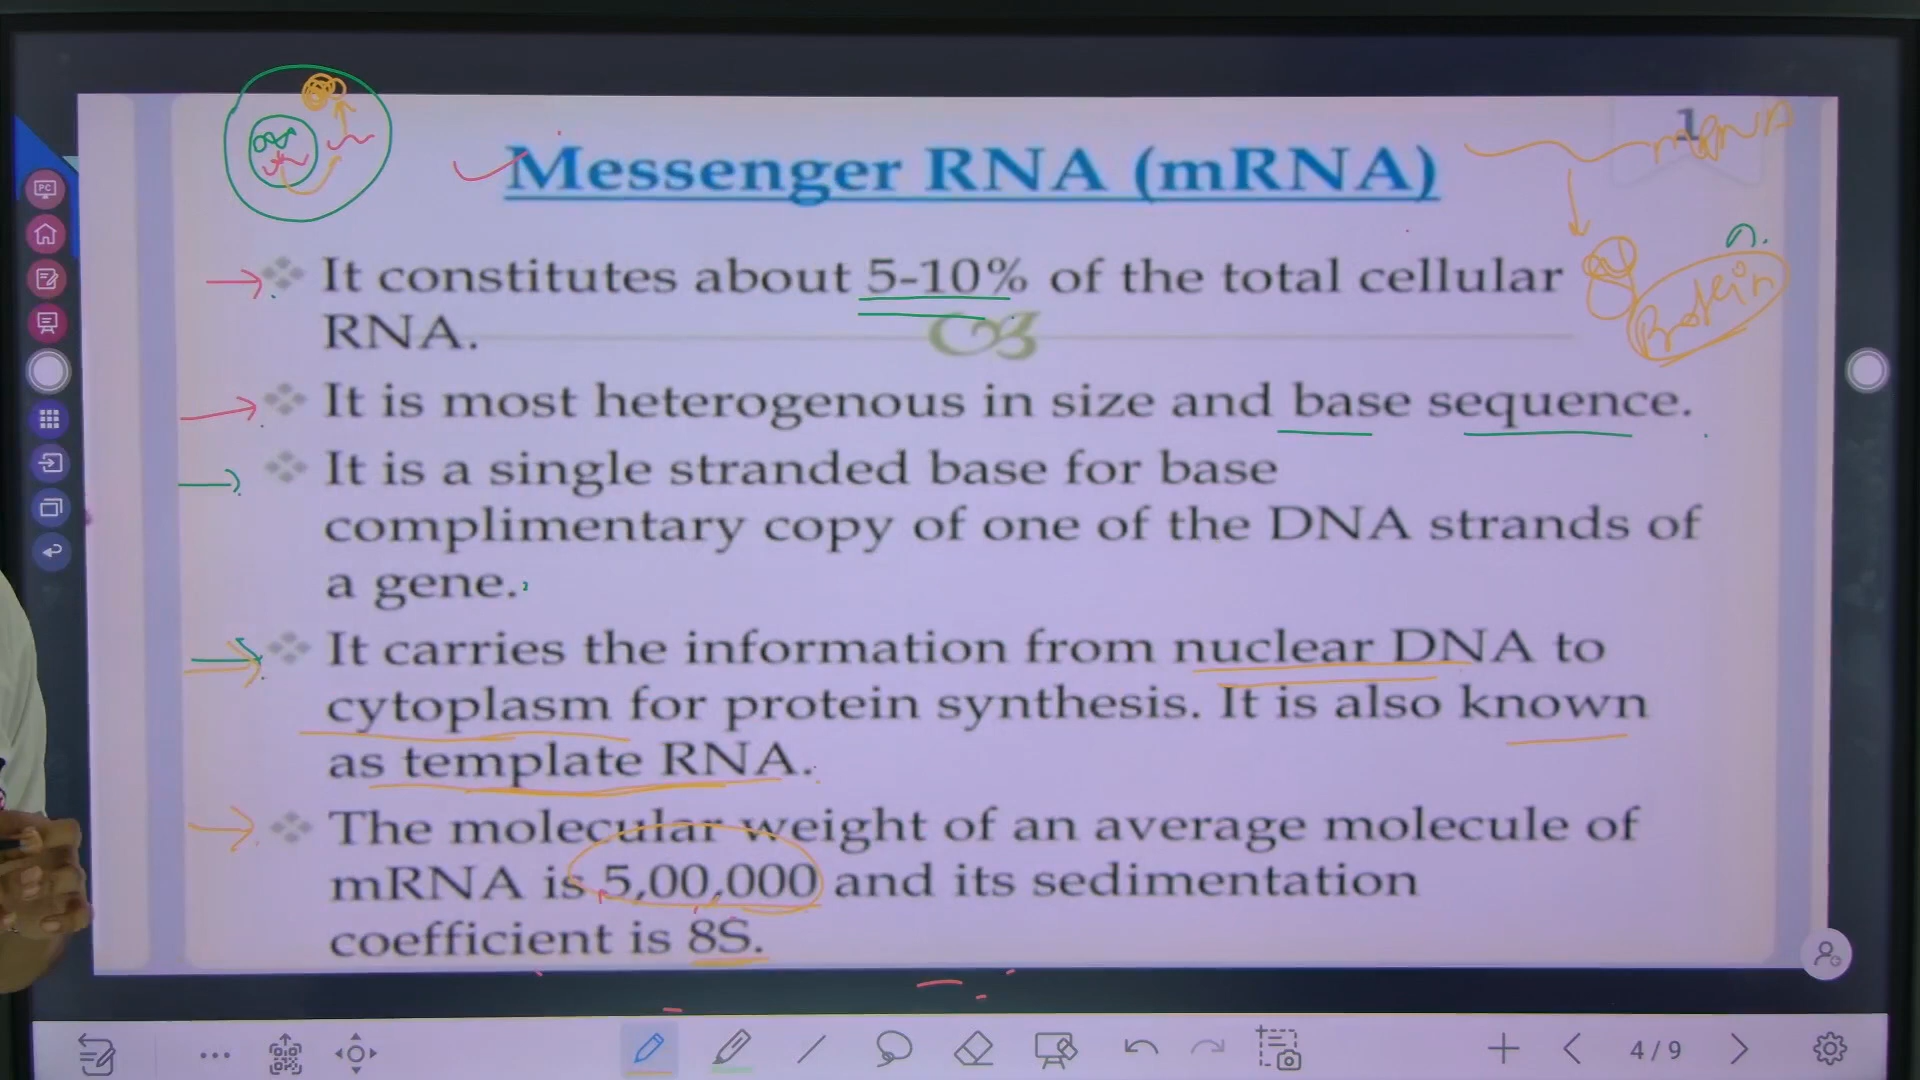 1
Messenger RNA (mRNA)
mRNA
It constitutes about 5-10% of the total cellular
RNA.
Protein
It is most heterogenous in size and base sequence.
It is a single stranded base for base
complimentary copy of one of the DNA strands of
a gene.
It carries the information from nuclear DNA to
cytoplasm for protein synthesis. It is also known
as template RNA.
The molecular weight of an average molecule of
mRNA is 5,00,000 and its sedimentation
coefficient is 8S.
PC
4/9